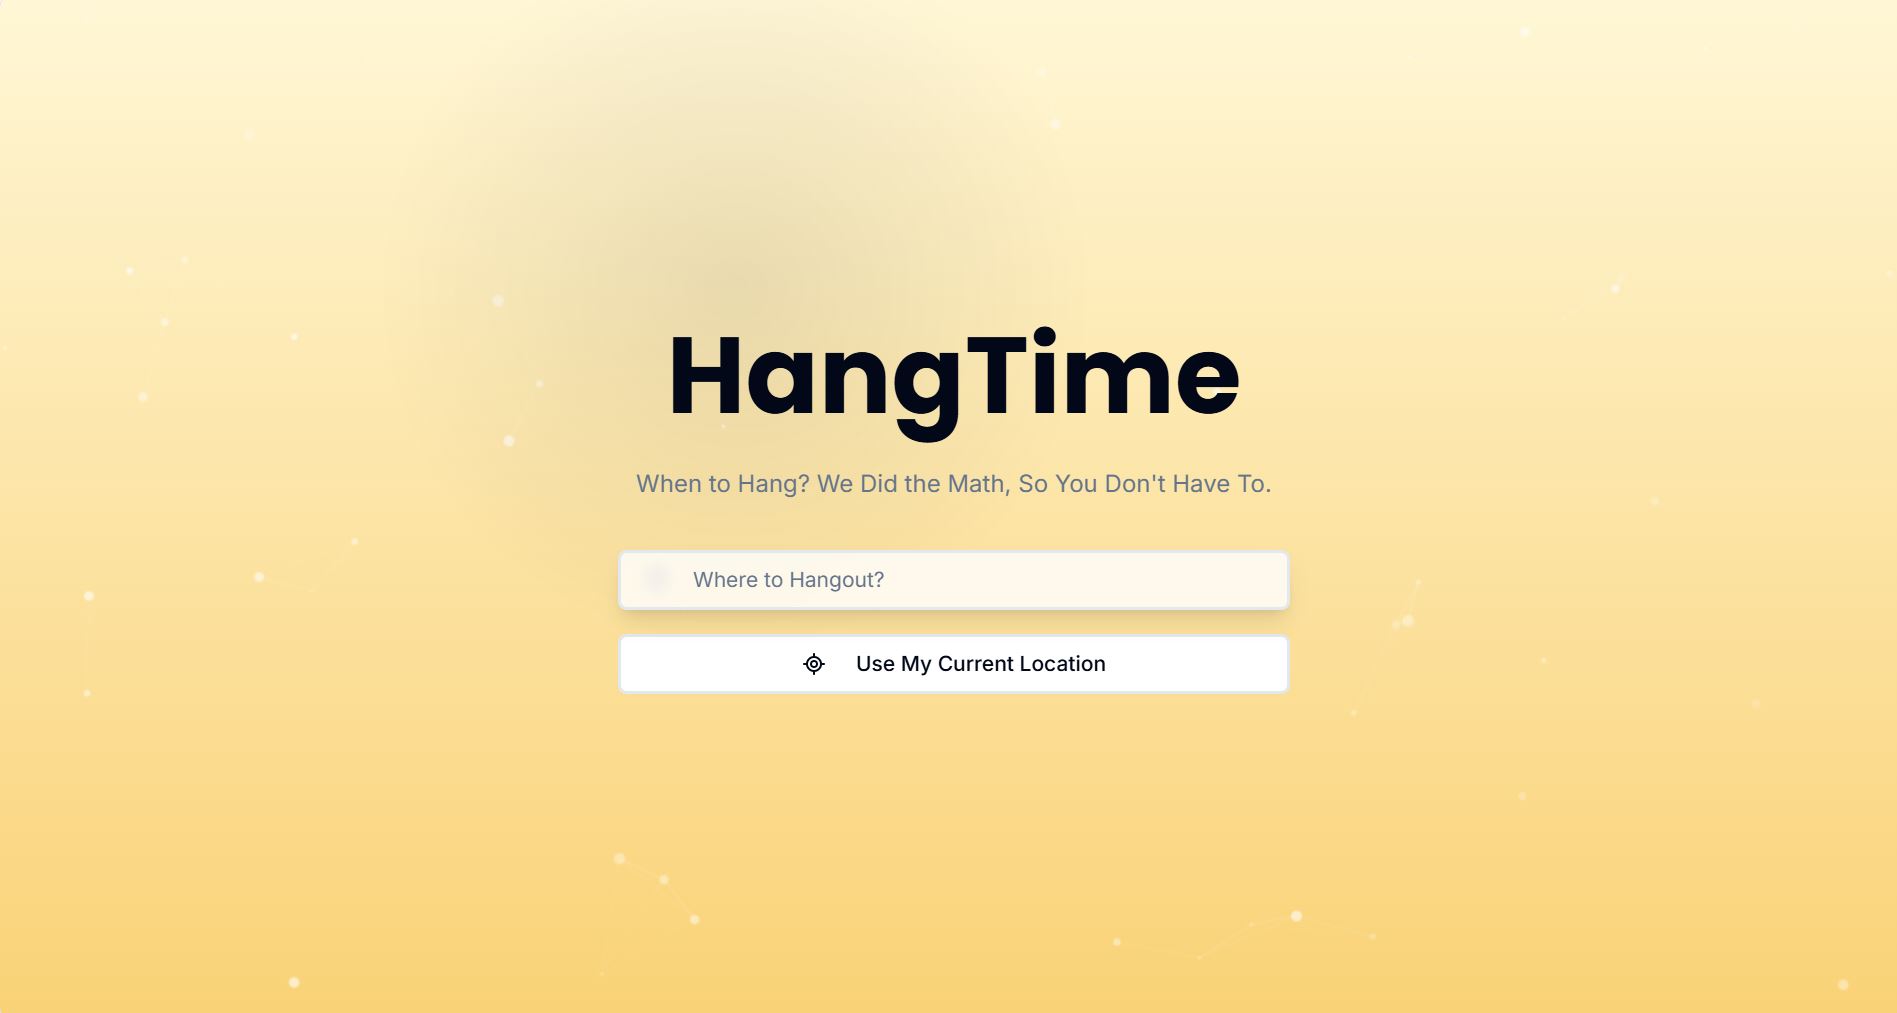 HangTime
When to Hang? We Did the Math, So You Don't Have To.
Where to Hangout?
Use My Current Location